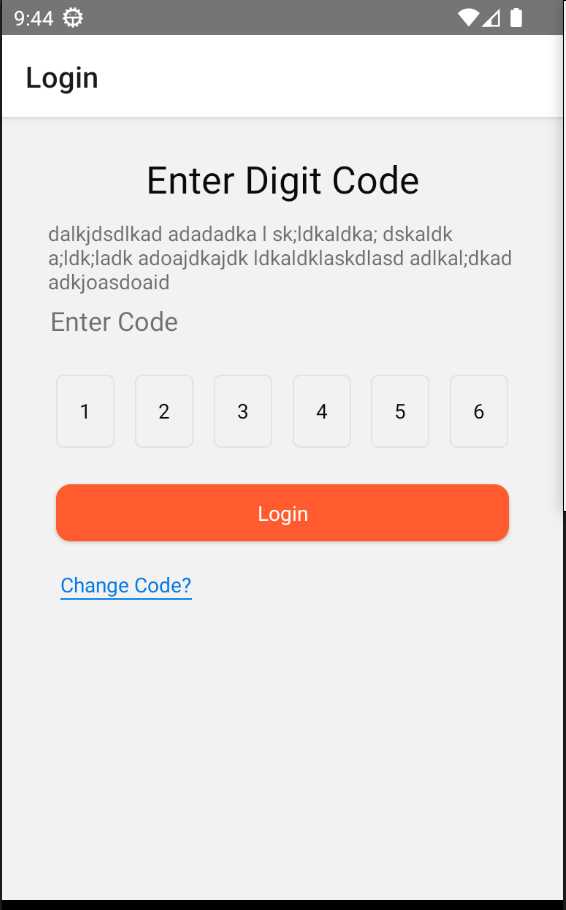 9:44
Login
Enter Digit Code
dalkjdsdlkad adadadka l sk;ldkaldka; dskaldk
a;ldk;ladk adoajdkajdk ldkaldklaskdlasd adlkal;dkad
adkjoasdoaid
Enter Code
1 2 3 4 5 6
Login
Change Code?